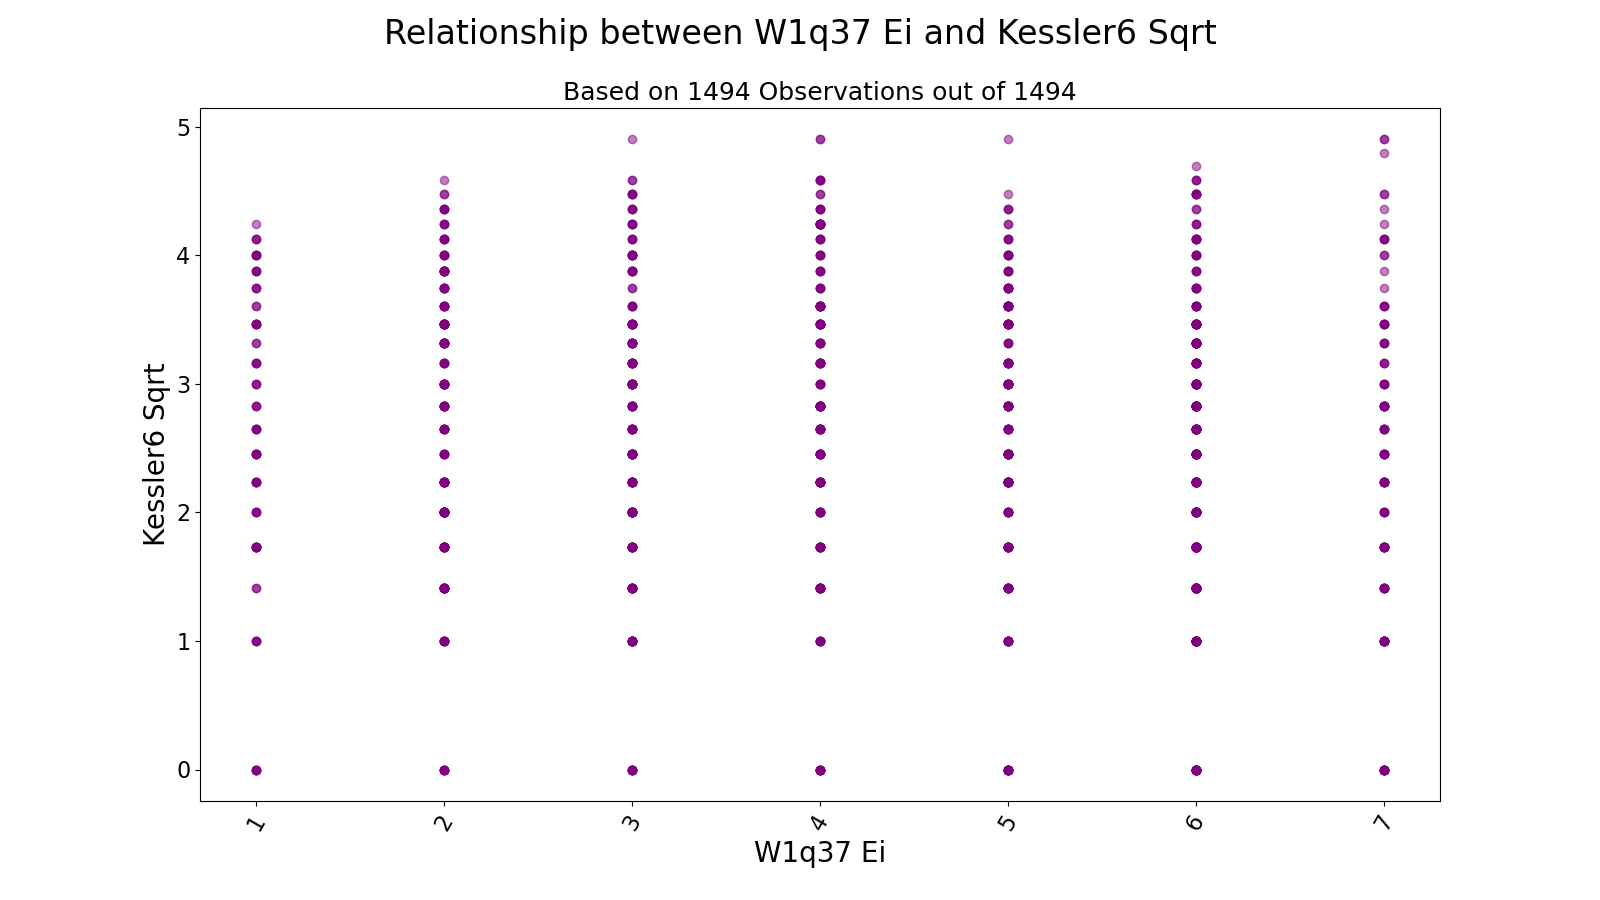 Relationship between W1q37 Ei and Kessler6 Sqrt
Based on 1494 Observations out of 1494
Kessler6 Sqrt
5
4
3
2
1
0
1 2 3 4 5 6 7
W1q37 Ei